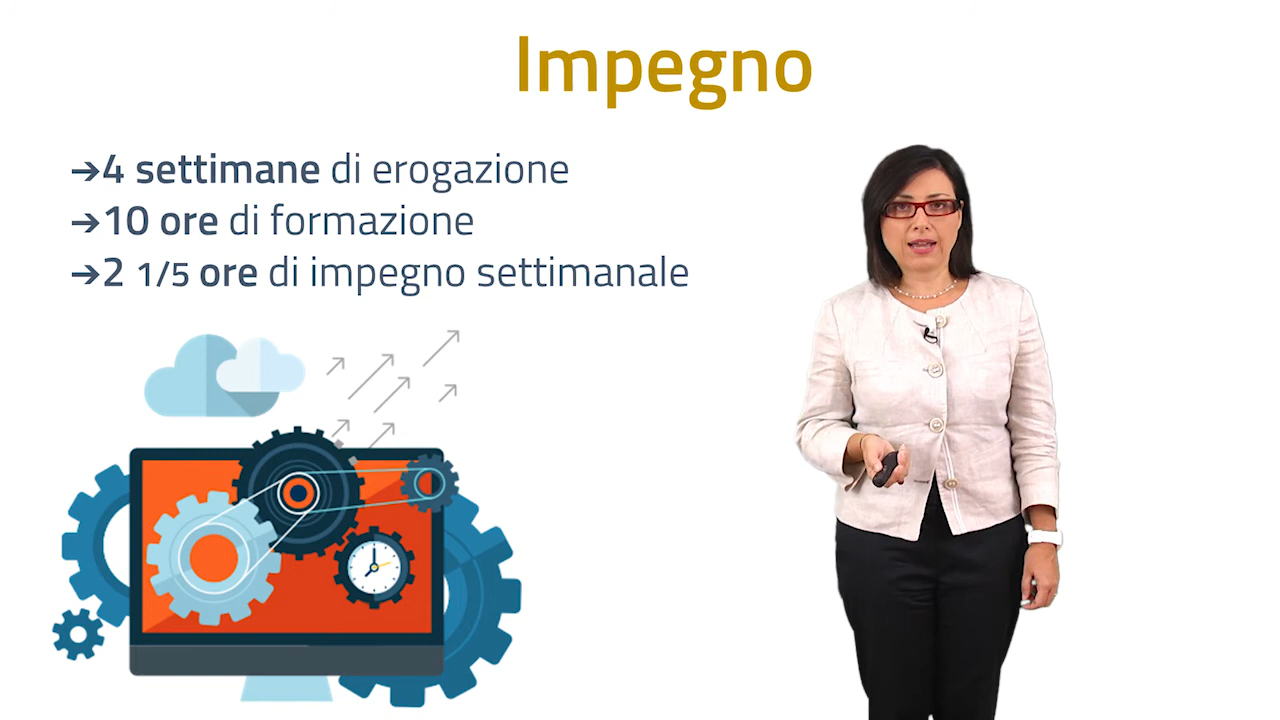 Impegno
➔4 settimane di erogazione
➔10 ore di formazione
➔2 1/5 ore di impegno settimanale